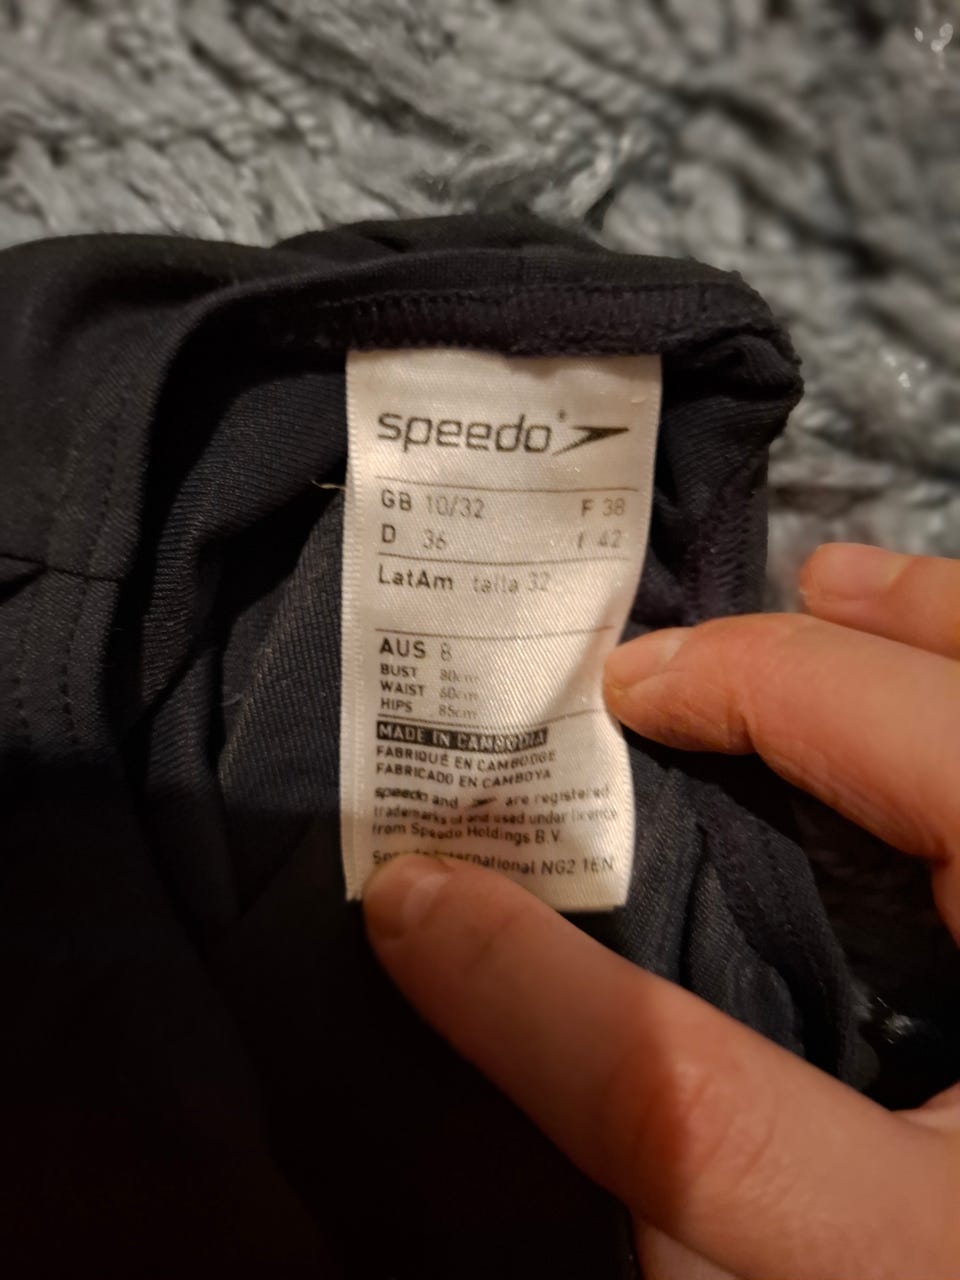 speedo®
GB 10/32 F 38
D 36 I 42
LatAm talla 32
AUS 8
BUST 80cm
WAIST 60cm
HIPS 85cm
MADE IN CAMBODIA
FABRIQUÉ EN CAMBODGE
FABRICADO EN CAMBOYA
speedo and are registered
trademarks of and used under licence
from Speedo Holdings B.V.
International NG2 1EN